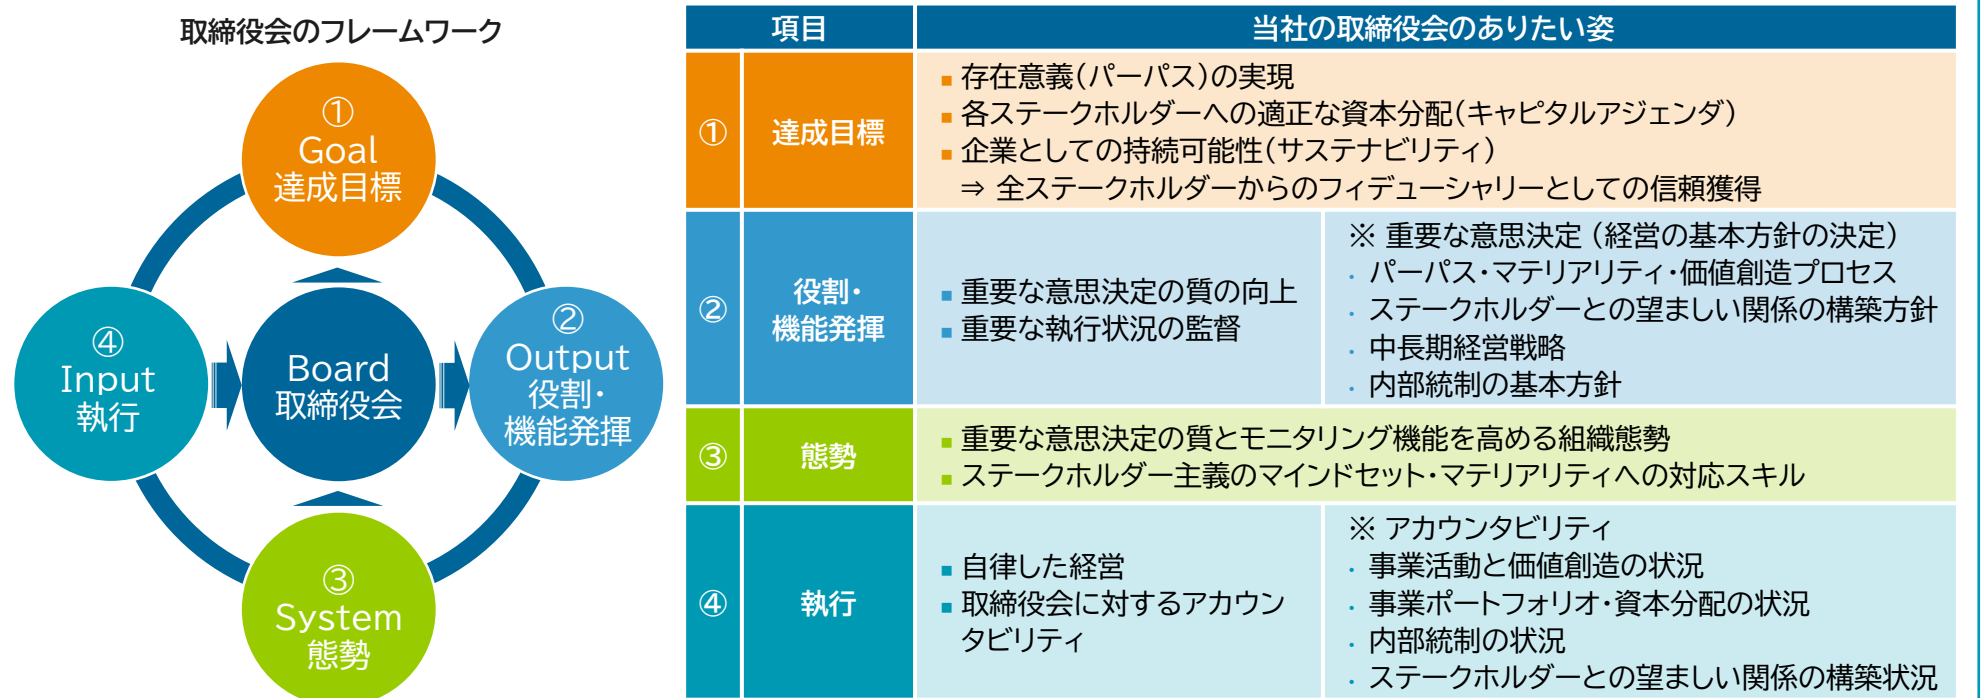 取締役会のフレームワーク
①
Goal
達成目標
④
Input
執行
Board
取締役会
②
Output
役割・
機能発揮
③
System
態勢
項目
当社の取締役会のありたい姿
①
達成目標
■ 存在意義(パーパス)の実現
■ 各ステークホルダーへの適正な資本分配(キャピタルアジェンダ)
■ 企業としての持続可能性(サステナビリティ)
⇒ 全ステークホルダーからのフィデューシャリーとしての信頼獲得
②
役割・
機能発揮
■ 重要な意思決定の質の向上
■ 重要な執行状況の監督
※ 重要な意思決定 (経営の基本方針の決定)
・ パーパス・マテリアリティ・価値創造プロセス
・ ステークホルダーとの望ましい関係の構築方針
・ 中長期経営戦略
・ 内部統制の基本方針
③
態勢
■ 重要な意思決定の質とモニタリング機能を高める組織態勢
■ ステークホルダー主義のマインドセット・マテリアリティへの対応スキル
④
執行
■ 自律した経営
■ 取締役会に対するアカウン
タビリティ
※ アカウンタビリティ
・ 事業活動と価値創造の状況
・ 事業ポートフォリオ・資本分配の状況
・ 内部統制の状況
・ ステークホルダーとの望ましい関係の構築状況